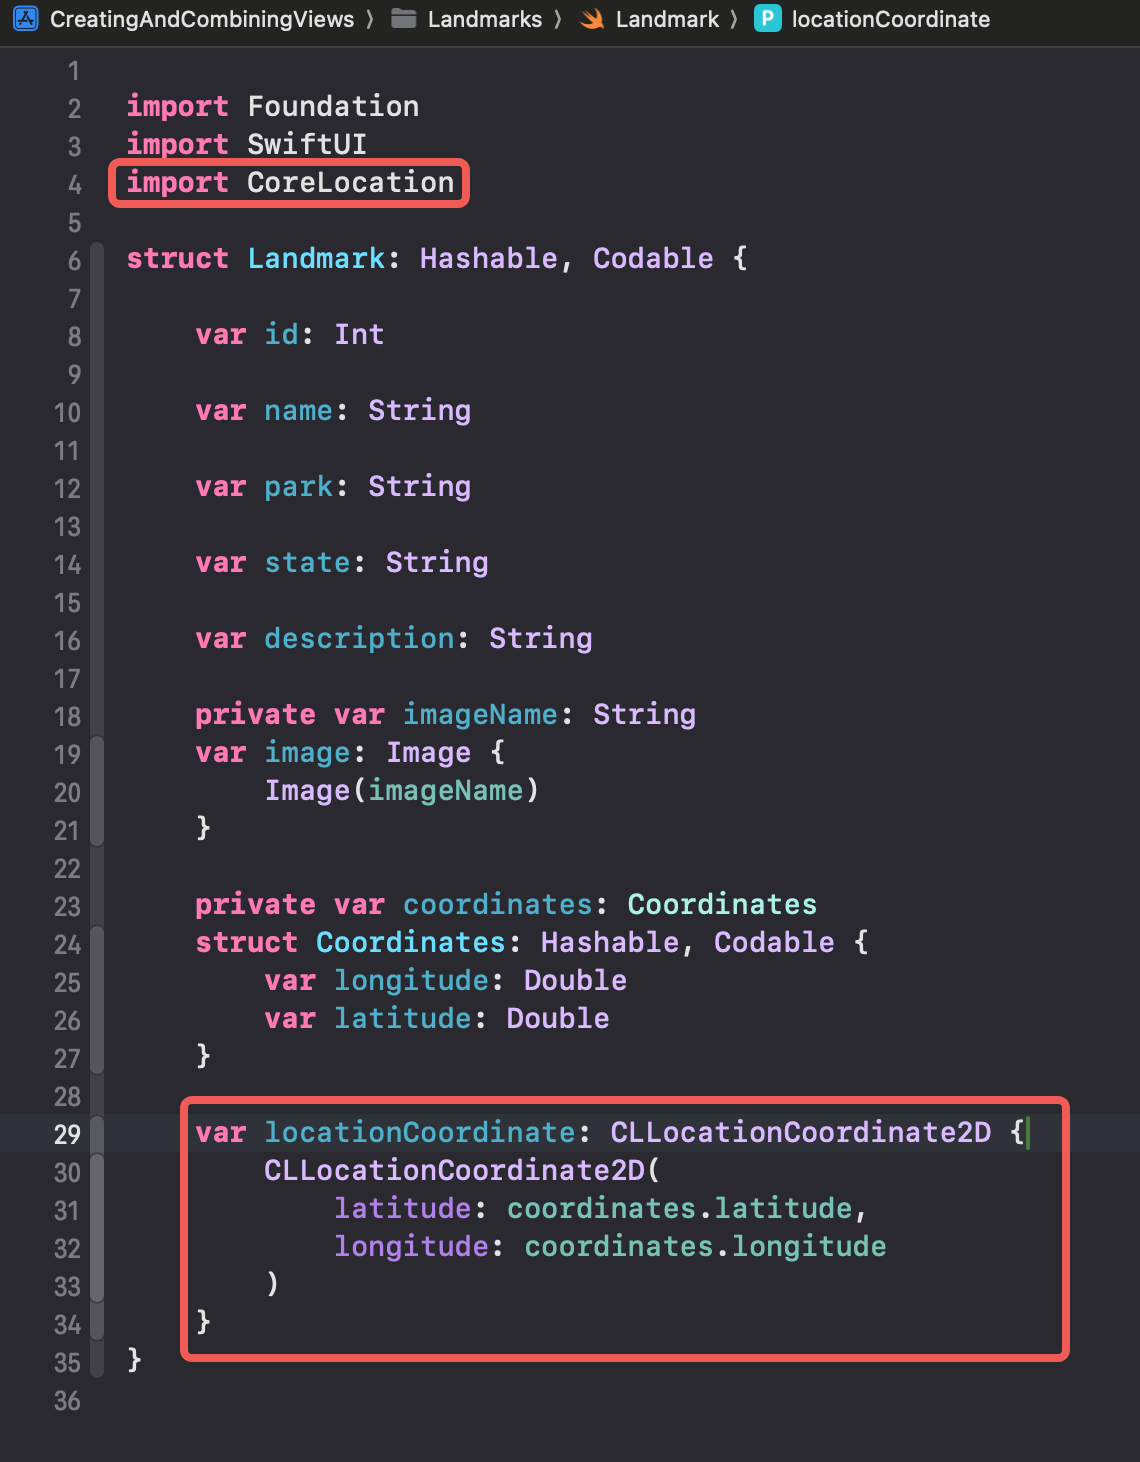 CreatingAndCombiningViews 〉 Landmarks 〉 Landmark 〉 P locationCoordinate
1
2 import Foundation
3 import SwiftUI
4 import CoreLocation
5
6 struct Landmark: Hashable, Codable {
7
8 var id: Int
9
10 var name: String
11
12 var park: String
13
14 var state: String
15
16 var description: String
17
18 private var imageName: String
19 var image: Image {
20 Image(imageName)
21 }
22
23 private var coordinates: Coordinates
24 struct Coordinates: Hashable, Codable {
25 var longitude: Double
26 var latitude: Double
27 }
28
29 var locationCoordinate: CLLocationCoordinate2D {
30 CLLocationCoordinate2D(
31 latitude: coordinates.latitude,
32 longitude: coordinates.longitude
33 )
34 }
35 }
36